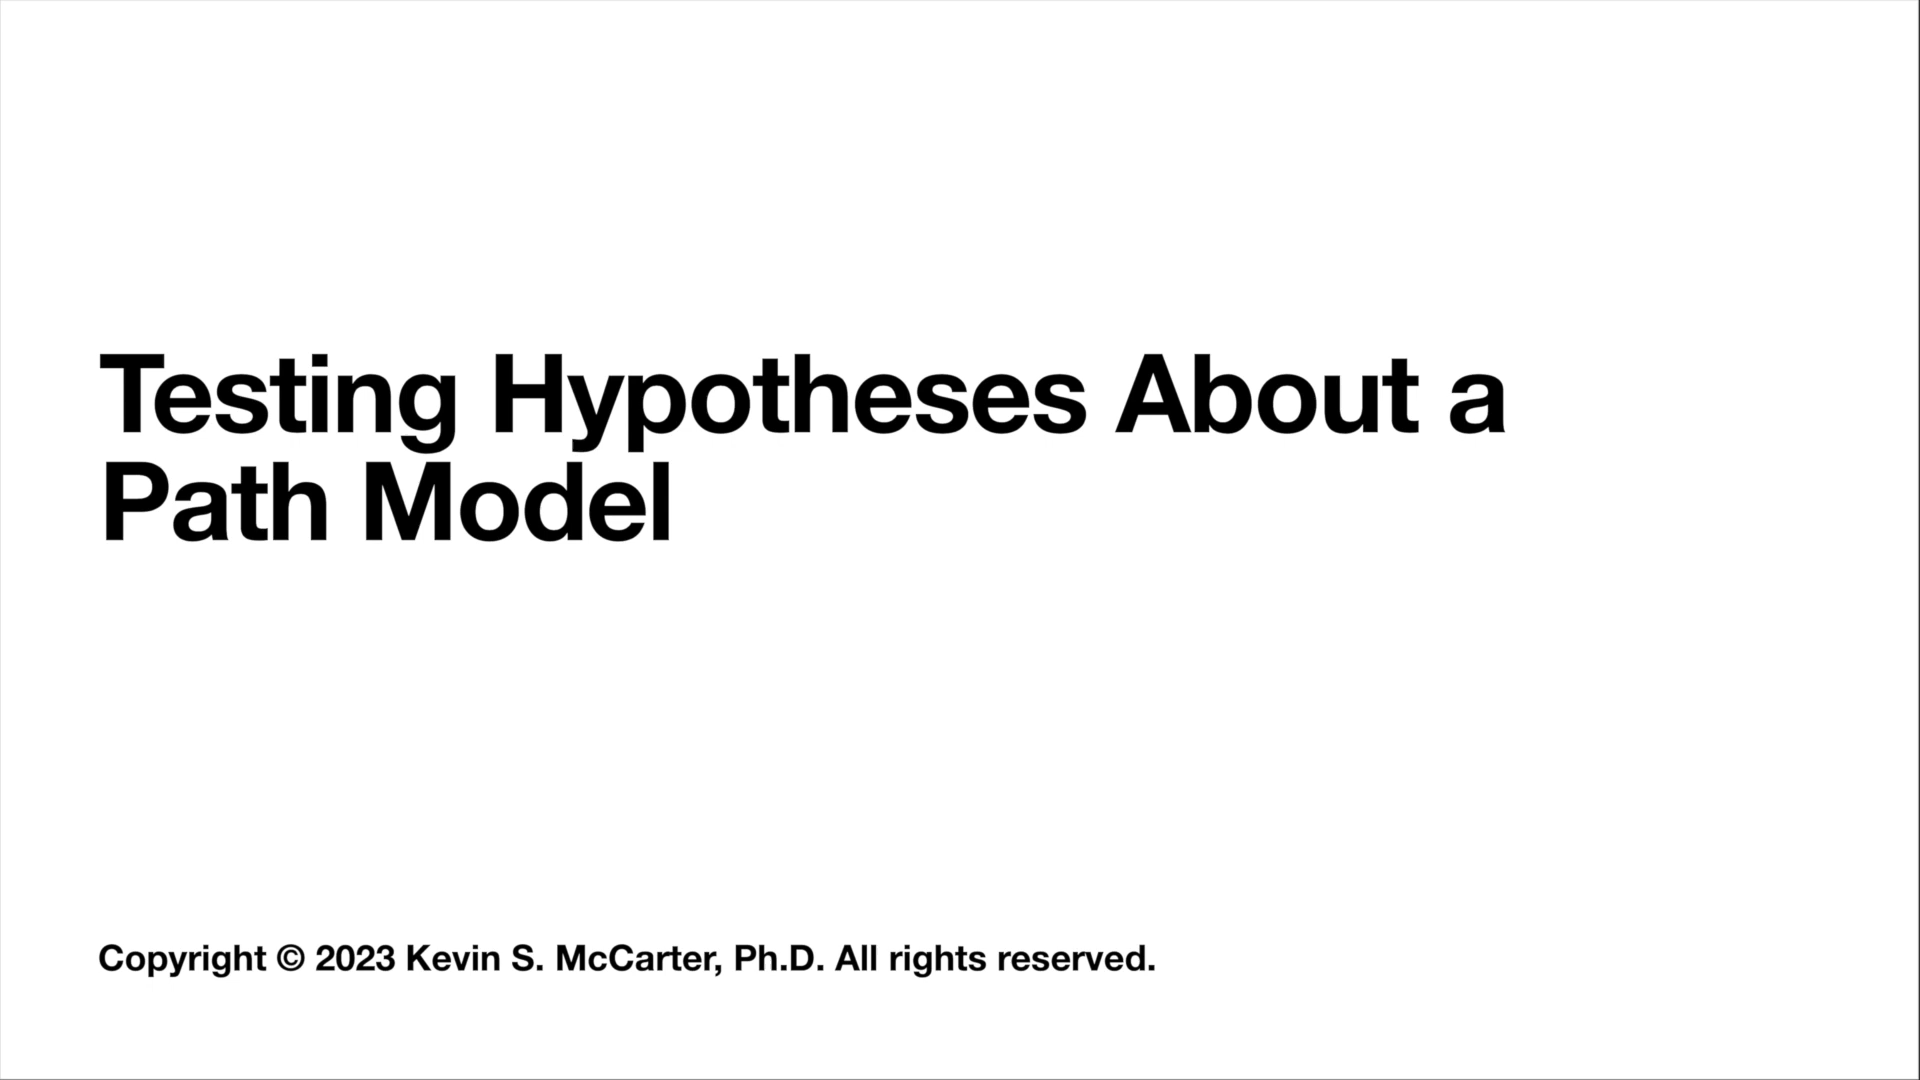 Testing Hypotheses About a
Path Model
Copyright © 2023 Kevin S. McCarter, Ph.D. All rights reserved.